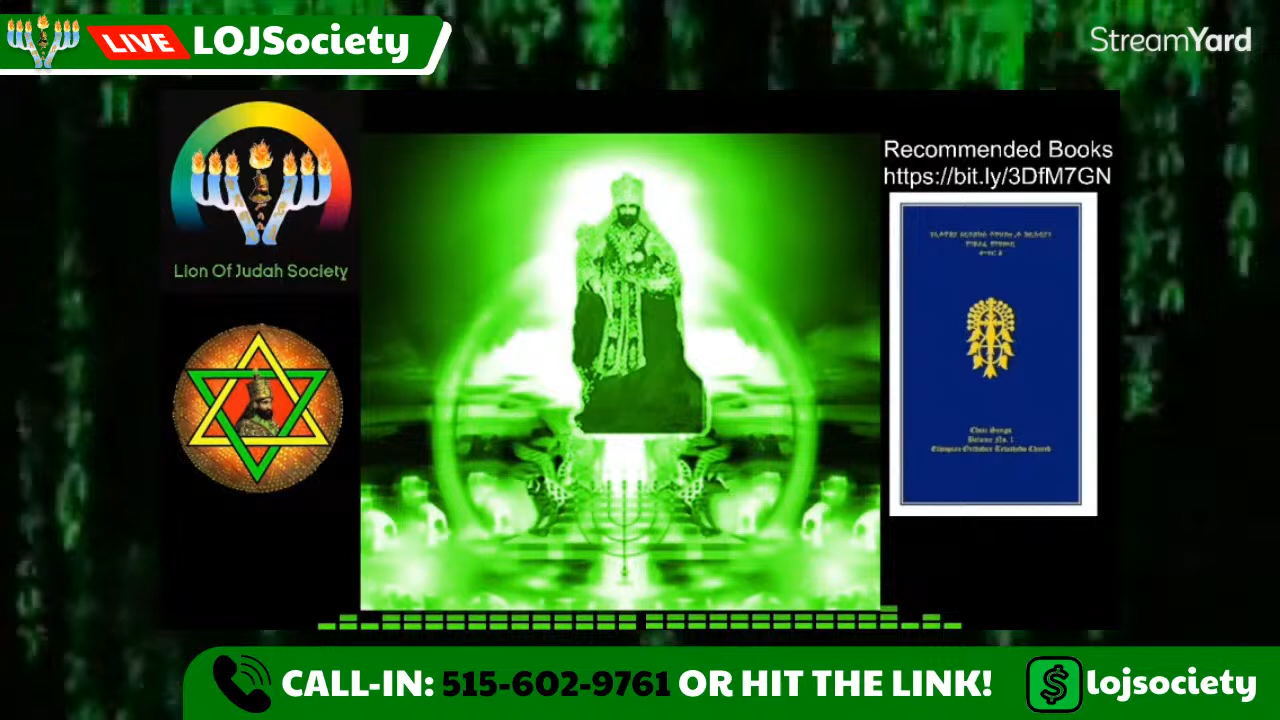 LIVE LOJSociety
StreamYard
Lion Of Judah Society
Recommended Books
https://bit.ly/3DfM7GN
Choir Songs
Volume No. 1
Ethiopian Orthodox Tewahedo Church
CALL-IN: 515-602-9761 OR HIT THE LINK!
$ lojsociety